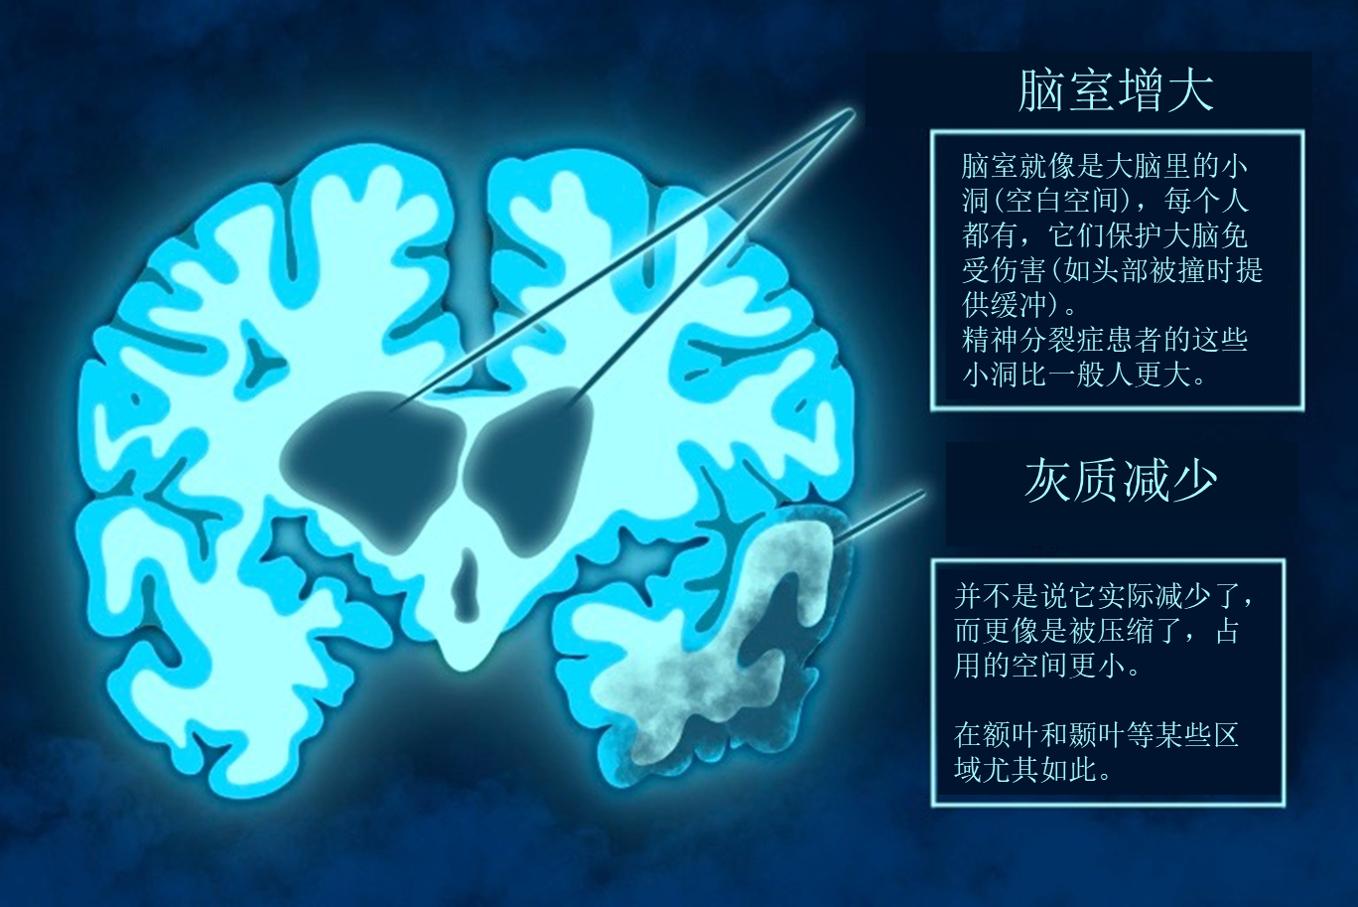 脑室增大
脑室就像是大脑里的小
洞(空白空间)，每个人
都有，它们保护大脑免
受伤害(如头部被撞时提
供缓冲)。
精神分裂症患者的这些
小洞比一般人更大。
灰质减少
并不是说它实际减少了，
而更像是被压缩了，占
用的空间更小。
在额叶和颞叶等某些区
域尤其如此。